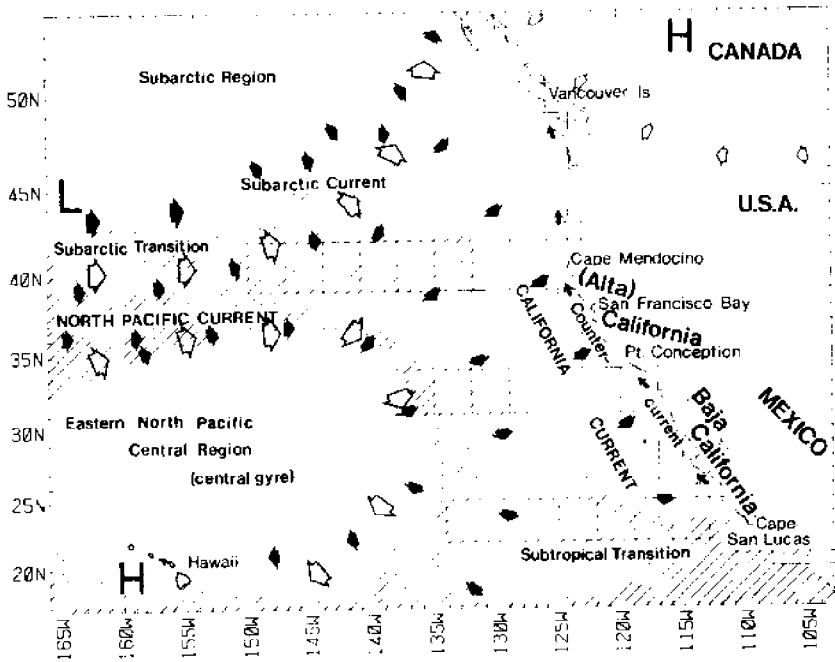 H CANADA
Subarctic Region
50N
Vancouver Is
Subarctic Current
45N
L
U.S.A.
Subarctic Transition
Cape Mendocino
40N
(Alta)
San Francisco Bay
NORTH PACIFIC CURRENT
CALIFORNIA
Counter-
California
35N
Pt. Conception
Eastern North Pacific
30N
Central Region
(central gyre)
CURRENT
current
Baja
California
MEXICO
25N
Cape
San Lucas
Hawaii
H
Subtropical Transition
20N
165W 160W 155W 150W 145W 140W 135W 130W 125W 120W 115W 110W 105W